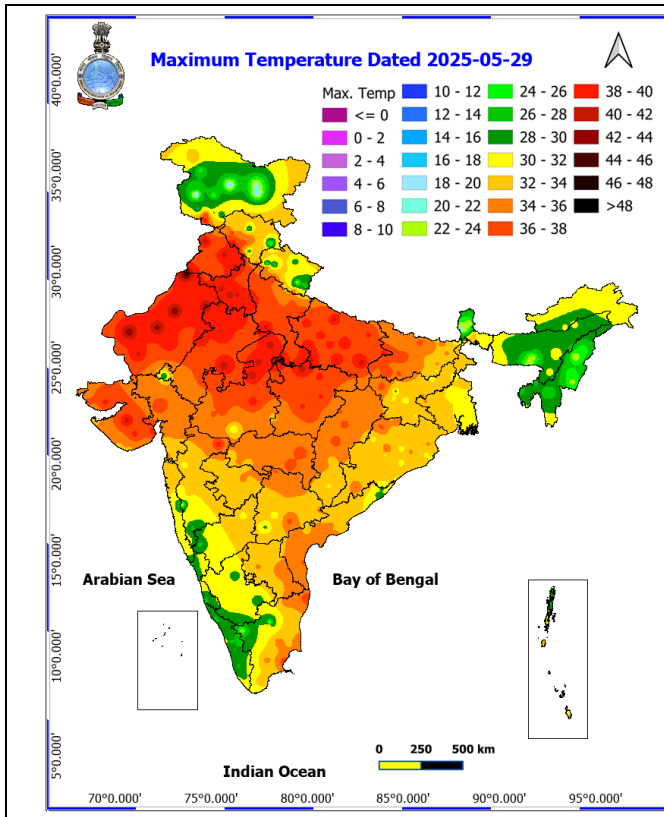 Maximum Temperature Dated 2025-05-29
Max. Temp
<= 0
0 - 2
2 - 4
4 - 6
6 - 8
8 - 10
10 - 12
12 - 14
14 - 16
16 - 18
18 - 20
20 - 22
22 - 24
24 - 26
26 - 28
28 - 30
30 - 32
32 - 34
34 - 36
36 - 38
38 - 40
40 - 42
42 - 44
44 - 46
46 - 48
>48
40°0.000'
35°0.000'
30°0.000'
25°0.000'
20°0.000'
15°0.000'
10°0.000'
5°0.000'
Arabian Sea
Bay of Bengal
0 250 500 km
Indian Ocean
70°0.000' 75°0.000' 80°0.000' 85°0.000' 90°0.000' 95°0.000'